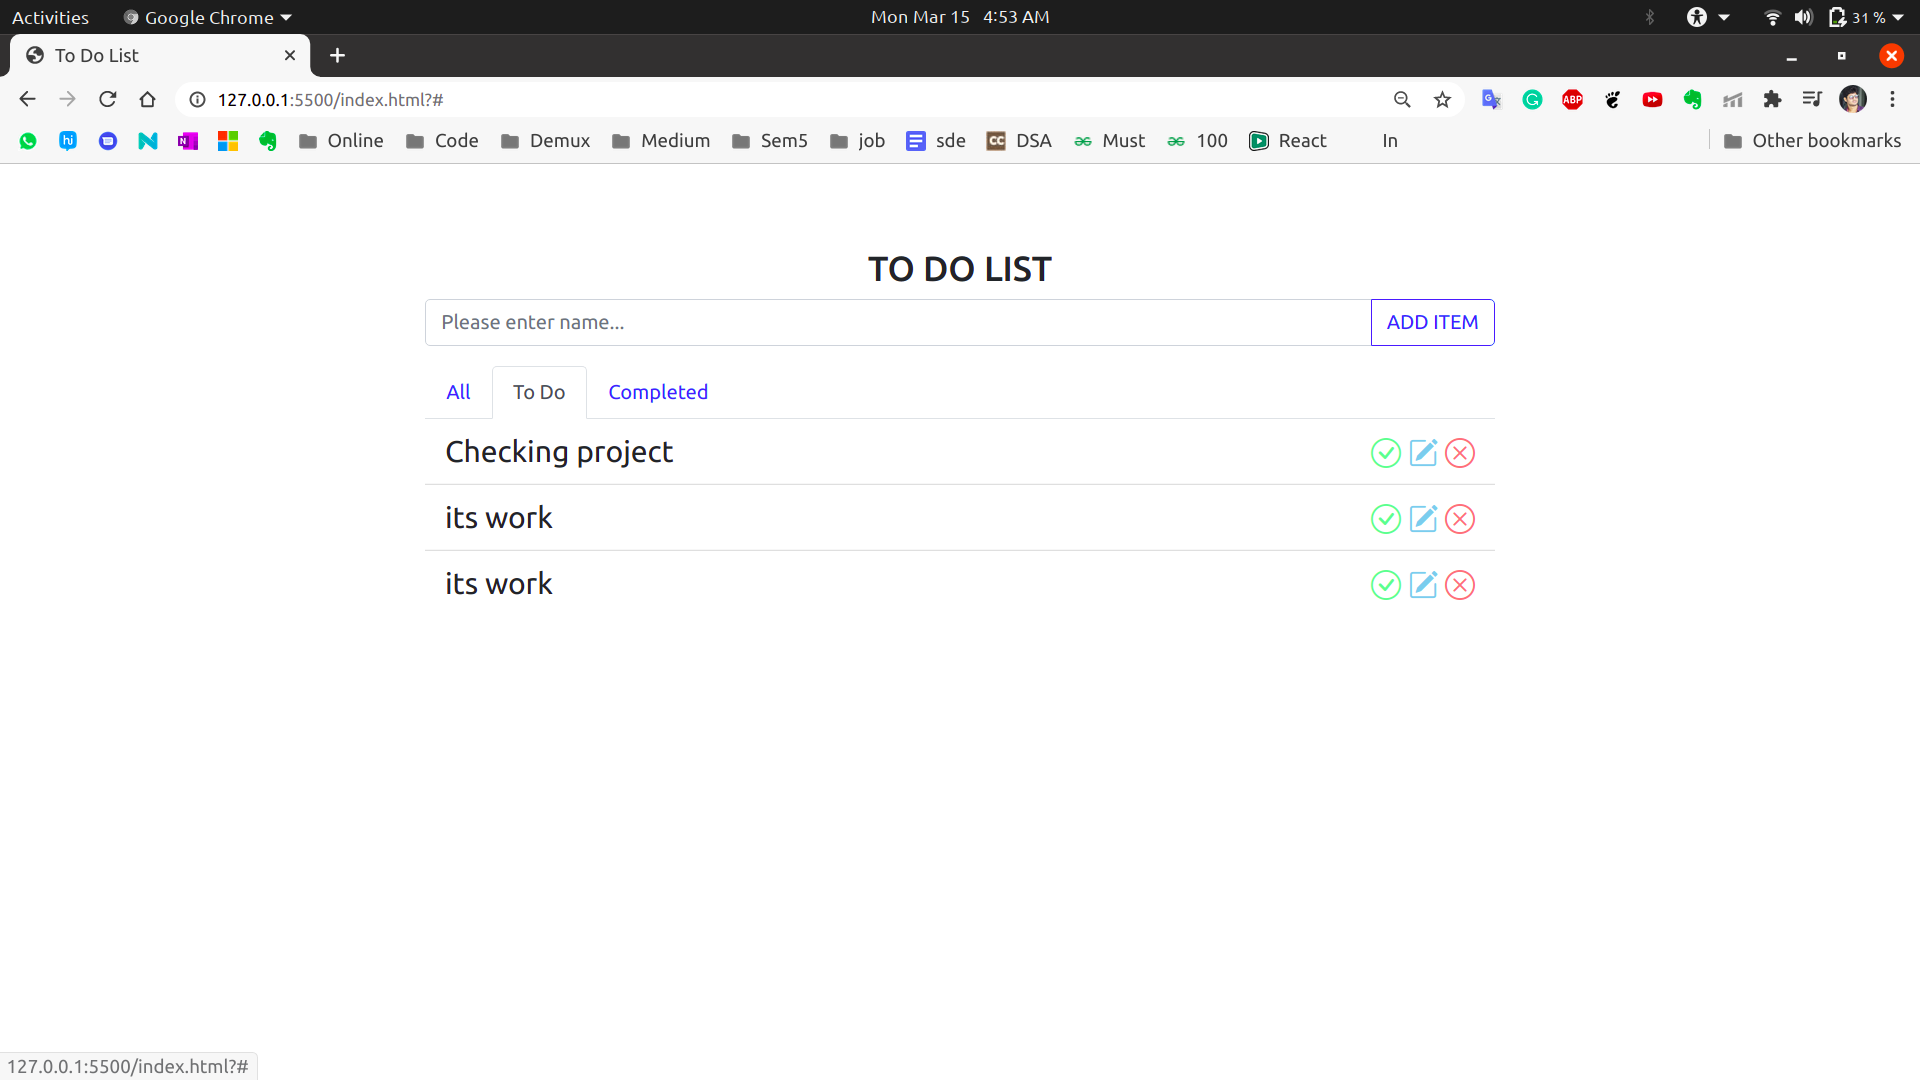 Activities Google Chrome Mon Mar 15 4:53 AM 31 %
To Do List
127.0.0.1:5500/index.html?# ABP
hi N N Online Code Demux Medium Sem5 job sde CC DSA Must 100 React In Other bookmarks
TO DO LIST
Please enter name... ADD ITEM
All To Do Completed
Checking project
its work
its work
127.0.0.1:5500/index.html?#